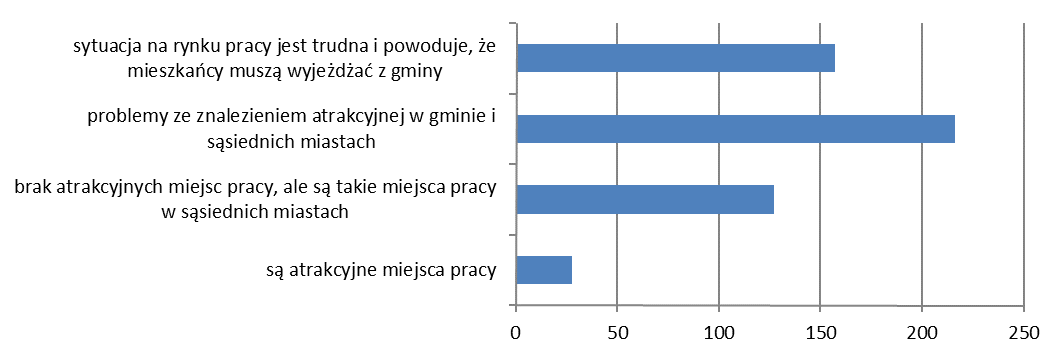 sytuacja na rynku pracy jest trudna i powoduje, że
mieszkańcy muszą wyjeżdżać z gminy
problemy ze znalezieniem atrakcyjnej w gminie i
sąsiednich miastach
brak atrakcyjnych miejsc pracy, ale są takie miejsca pracy
w sąsiednich miastach
są atrakcyjne miejsca pracy
0 50 100 150 200 250